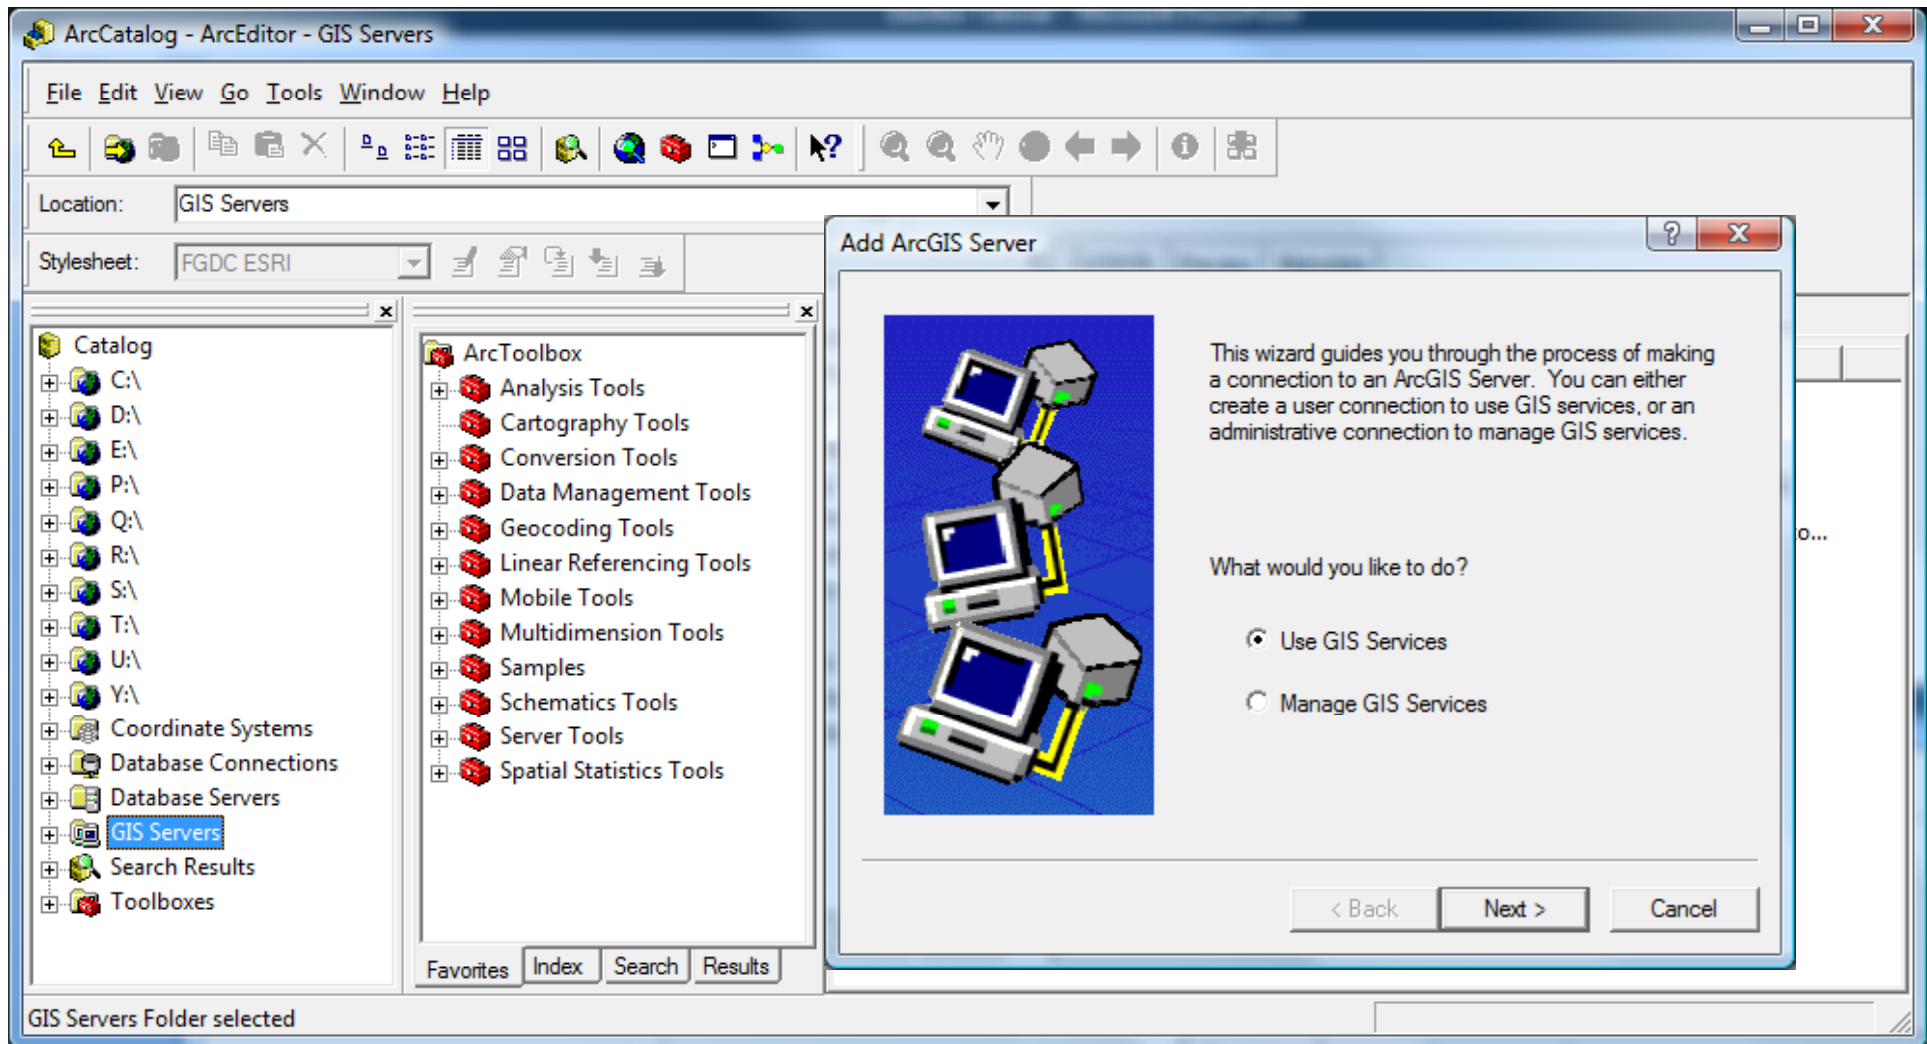 ArcCatalog - ArcEditor - GIS Servers
File Edit View Go Tools Window Help
Location: GIS Servers
Stylesheet: FGDC ESRI
Catalog
C:\
D:\
E:\
P:\
Q:\
R:\
S:\
T:\
U:\
Y:\
Coordinate Systems
Database Connections
Database Servers
GIS Servers
Search Results
Toolboxes
ArcToolbox
Analysis Tools
Cartography Tools
Conversion Tools
Data Management Tools
Geocoding Tools
Linear Referencing Tools
Mobile Tools
Multidimension Tools
Samples
Schematics Tools
Server Tools
Spatial Statistics Tools
Favorites Index Search Results
Add ArcGIS Server
This wizard guides you through the process of making
a connection to an ArcGIS Server. You can either
create a user connection to use GIS services, or an
administrative connection to manage GIS services.
What would you like to do?
Use GIS Services
Manage GIS Services
< Back Next > Cancel
o...
GIS Servers Folder selected